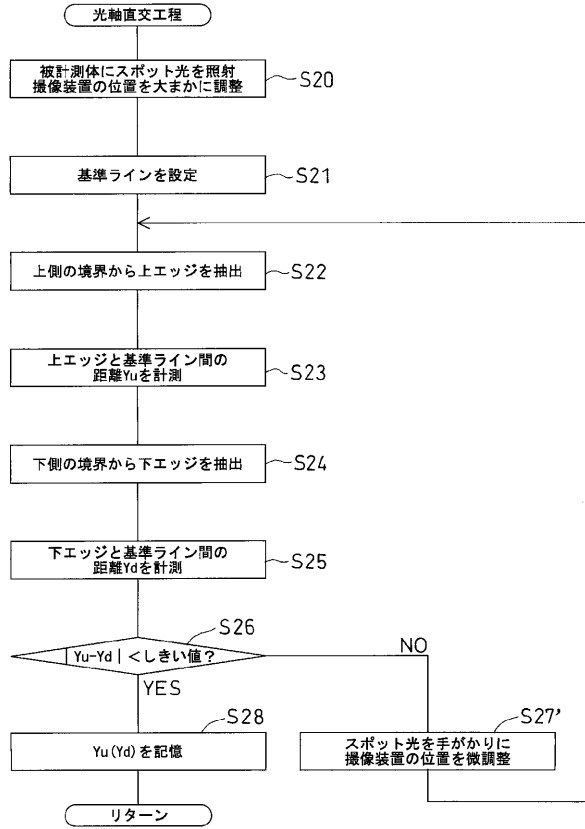 光軸直交工程
被計測体にスポット光を照射
撮像装置の位置を大まかに調整
S20
基準ラインを設定
S21
上側の境界から上エッジを抽出
S22
上エッジと基準ライン間の
距離Yuを計測
S23
下側の境界から下エッジを抽出
S24
下エッジと基準ライン間の
距離Ydを計測
S25
S26
|Yu-Yd|<しきい値?
NO
YES
S28
Yu(Yd)を記憶
S27'
スポット光を手がかりに
撮像装置の位置を微調整
リターン